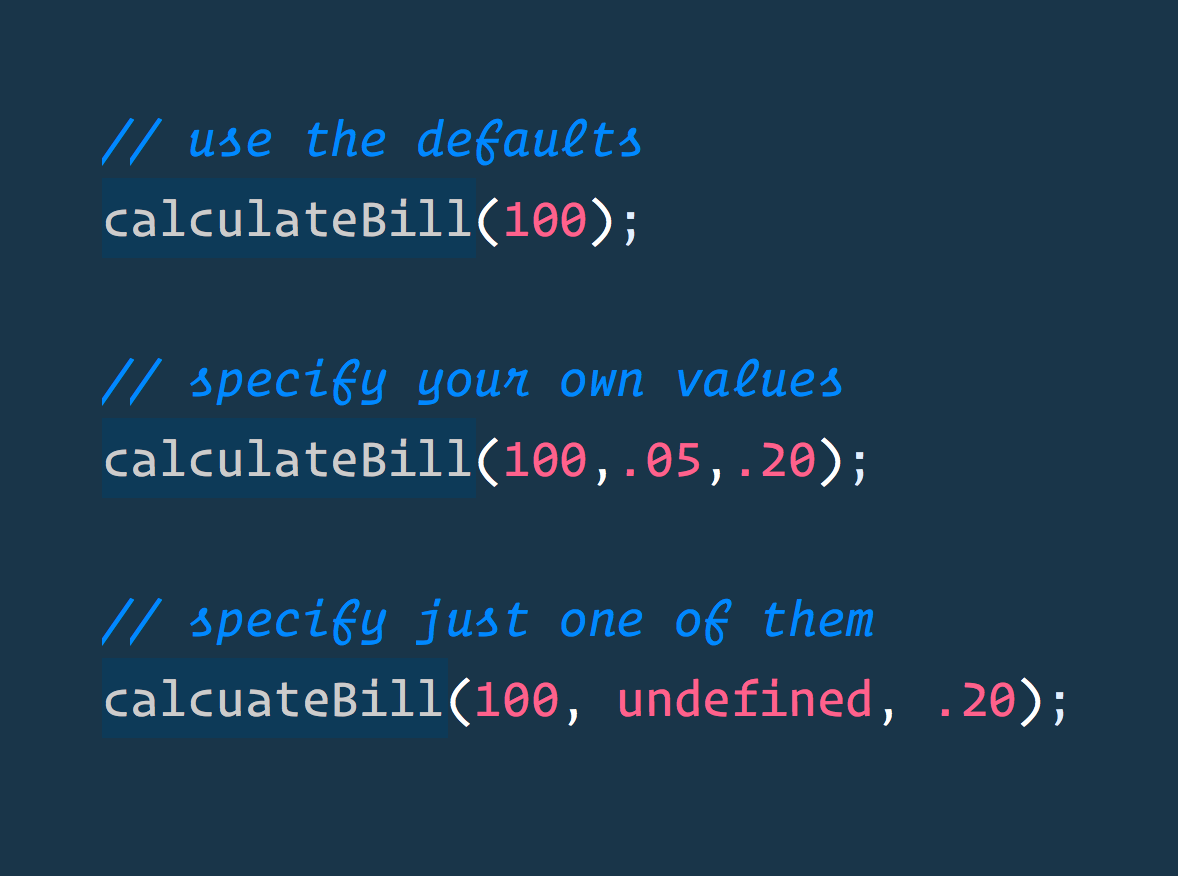 // use the defaults
calculateBill(100);
// specify your own values
calculateBill(100,.05,.20);
// specify just one of them
calcuateBill(100, undefined, .20);